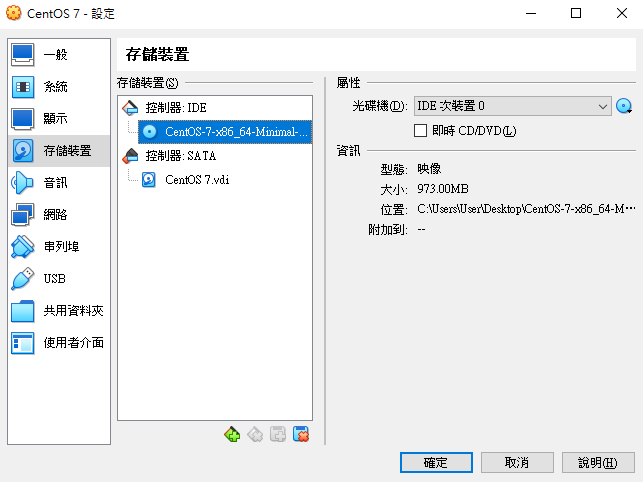 CentOS 7 - 設定
一般
系統
顯示
存儲裝置
音訊
網路
串列埠
USB
共用資料夾
使用者介面
存儲裝置
存儲裝置(S)
控制器: IDE
CentOS-7-x86_64-Minimal-...
控制器: SATA
CentOS 7.vdi
屬性
光碟機(D): IDE 次裝置 0
即時 CD/DVD(L)
資訊
型態: 映像
大小: 973.00MB
位置: C:\Users\User\Desktop\CentOS-7-x86_64-M···
附加到: --
確定
取消
說明(H)